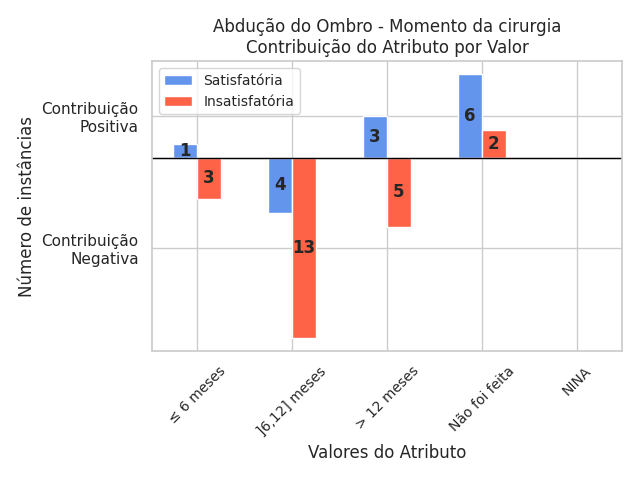 Abdução do Ombro - Momento da cirurgia
Contribuição do Atributo por Valor
Satisfatória
Insatisfatória
Contribuição
Positiva
Contribuição
Negativa
Número de instâncias
1
3
4
13
3
5
6
2
≤ 6 meses
]6,12] meses
> 12 meses
Não foi feita
NINA
Valores do Atributo